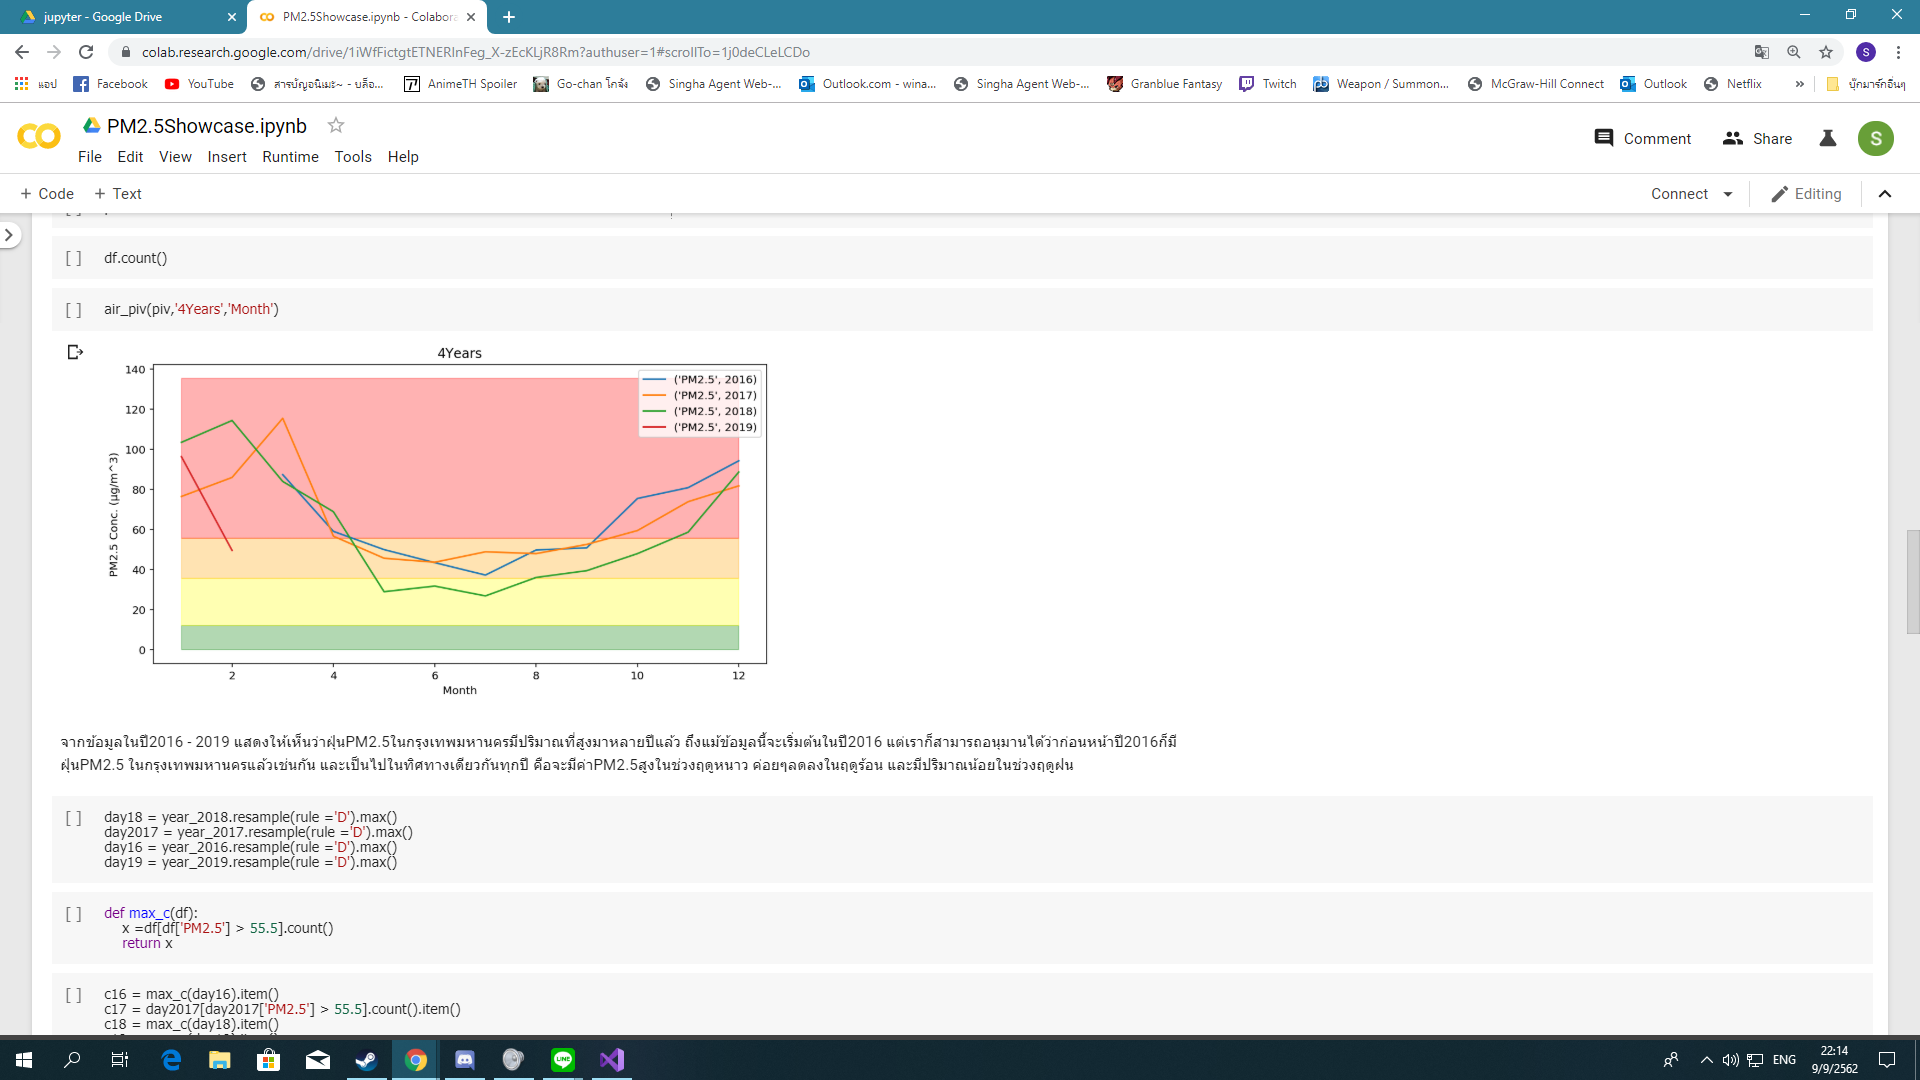 jupyter - Google Drive
PM2.5Showcase.ipynb - Colabora
colab.research.google.com/drive/1iWfFictgtETNERlnFeg_X-zEcKLjR8Rm?authuser=1#scrollTo=1j0deCLeLCDo
S
แอป
Facebook
YouTube
สารบัญอนิเมะ~ - บล็อ...
AnimeTH Spoiler
Go-chan โกจัง
Singha Agent Web-...
Outlook.com - wina...
Singha Agent Web-...
Granblue Fantasy
Twitch
Weapon / Summon...
McGraw-Hill Connect
Outlook
Netflix
»
บุ๊กมาร์กอื่นๆ
PM2.5Showcase.ipynb
File Edit View Insert Runtime Tools Help
Comment
Share
S
+ Code + Text
Connect
Editing
[ ] df.count()
[ ] air_piv(piv,'4Years','Month')
4Years
140
120
100
80
60
40
20
0
PM2.5 Conc. (µg/m^3)
('PM2.5', 2016)
('PM2.5', 2017)
('PM2.5', 2018)
('PM2.5', 2019)
2 4 6 8 10 12
Month
จากข้อมูลในปี2016 - 2019 แสดงให้เห็นว่าฝุ่นPM2.5ในกรุงเทพมหานครมีปริมาณที่สูงมาหลายปีแล้ว ถึงแม้ข้อมูลนี้จะเริ่มต้นในปี2016 แต่เราก็สามารถอนุมานได้ว่าก่อนหน้าปี2016ก็มี
ฝุ่นPM2.5 ในกรุงเทพมหานครแล้วเช่นกัน และเป็นไปในทิศทางเดียวกันทุกปี คือจะมีค่าPM2.5สูงในช่วงฤดูหนาว ค่อยๆลดลงในฤดูร้อน และมีปริมาณน้อยในช่วงฤดูฝน
[ ] day18 = year_2018.resample(rule ='D').max()
day2017 = year_2017.resample(rule ='D').max()
day16 = year_2016.resample(rule ='D').max()
day19 = year_2019.resample(rule ='D').max()
[ ] def max_c(df):
x =df[df['PM2.5'] > 55.5].count()
return x
[ ] c16 = max_c(day16).item()
c17 = day2017[day2017['PM2.5'] > 55.5].count().item()
c18 = max_c(day18).item()
LINE
ENG
22:14
9/9/2562